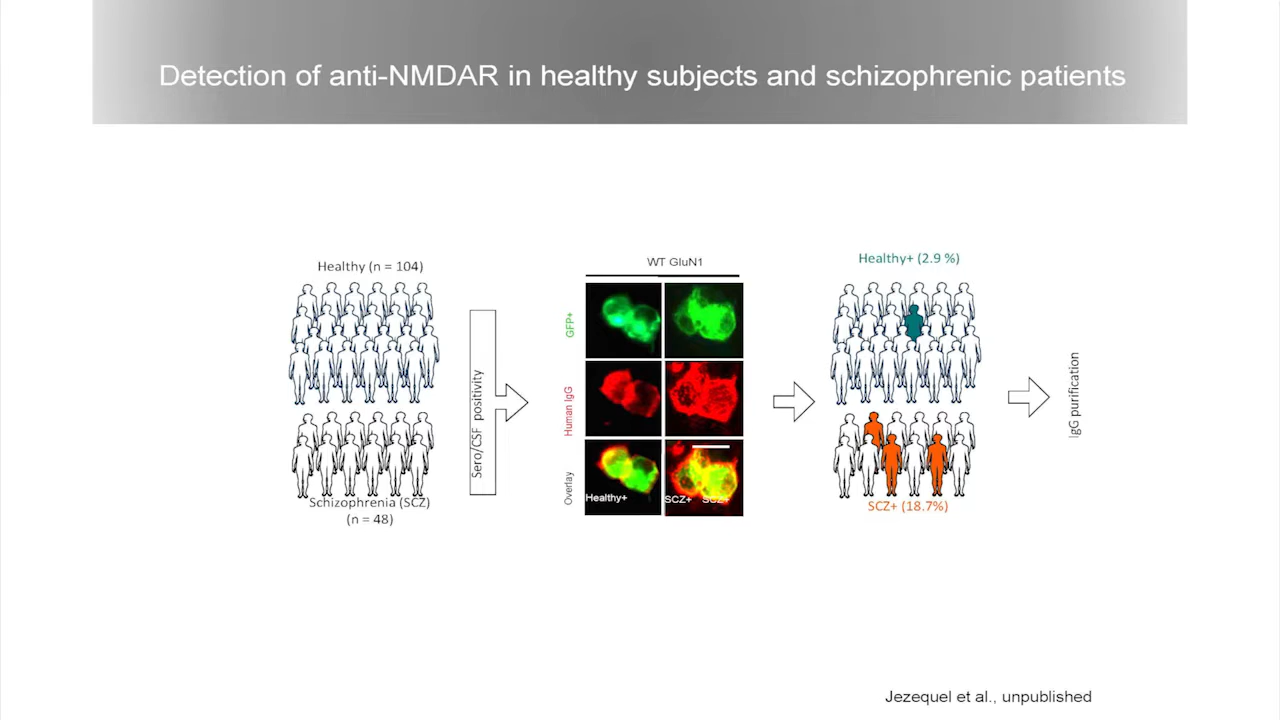 Detection of anti-NMDAR in healthy subjects and schizophrenic patients
Healthy (n = 104)
Schizophrenia (SCZ)
(n = 48)
Sero/CSF positivity
WT GluN1
GFP+
Human IgG
Overlay
Healthy+
SCZ+ SCZ+
Healthy+ (2.9 %)
SCZ+ (18.7%)
IgG purification
Jezequel et al., unpublished